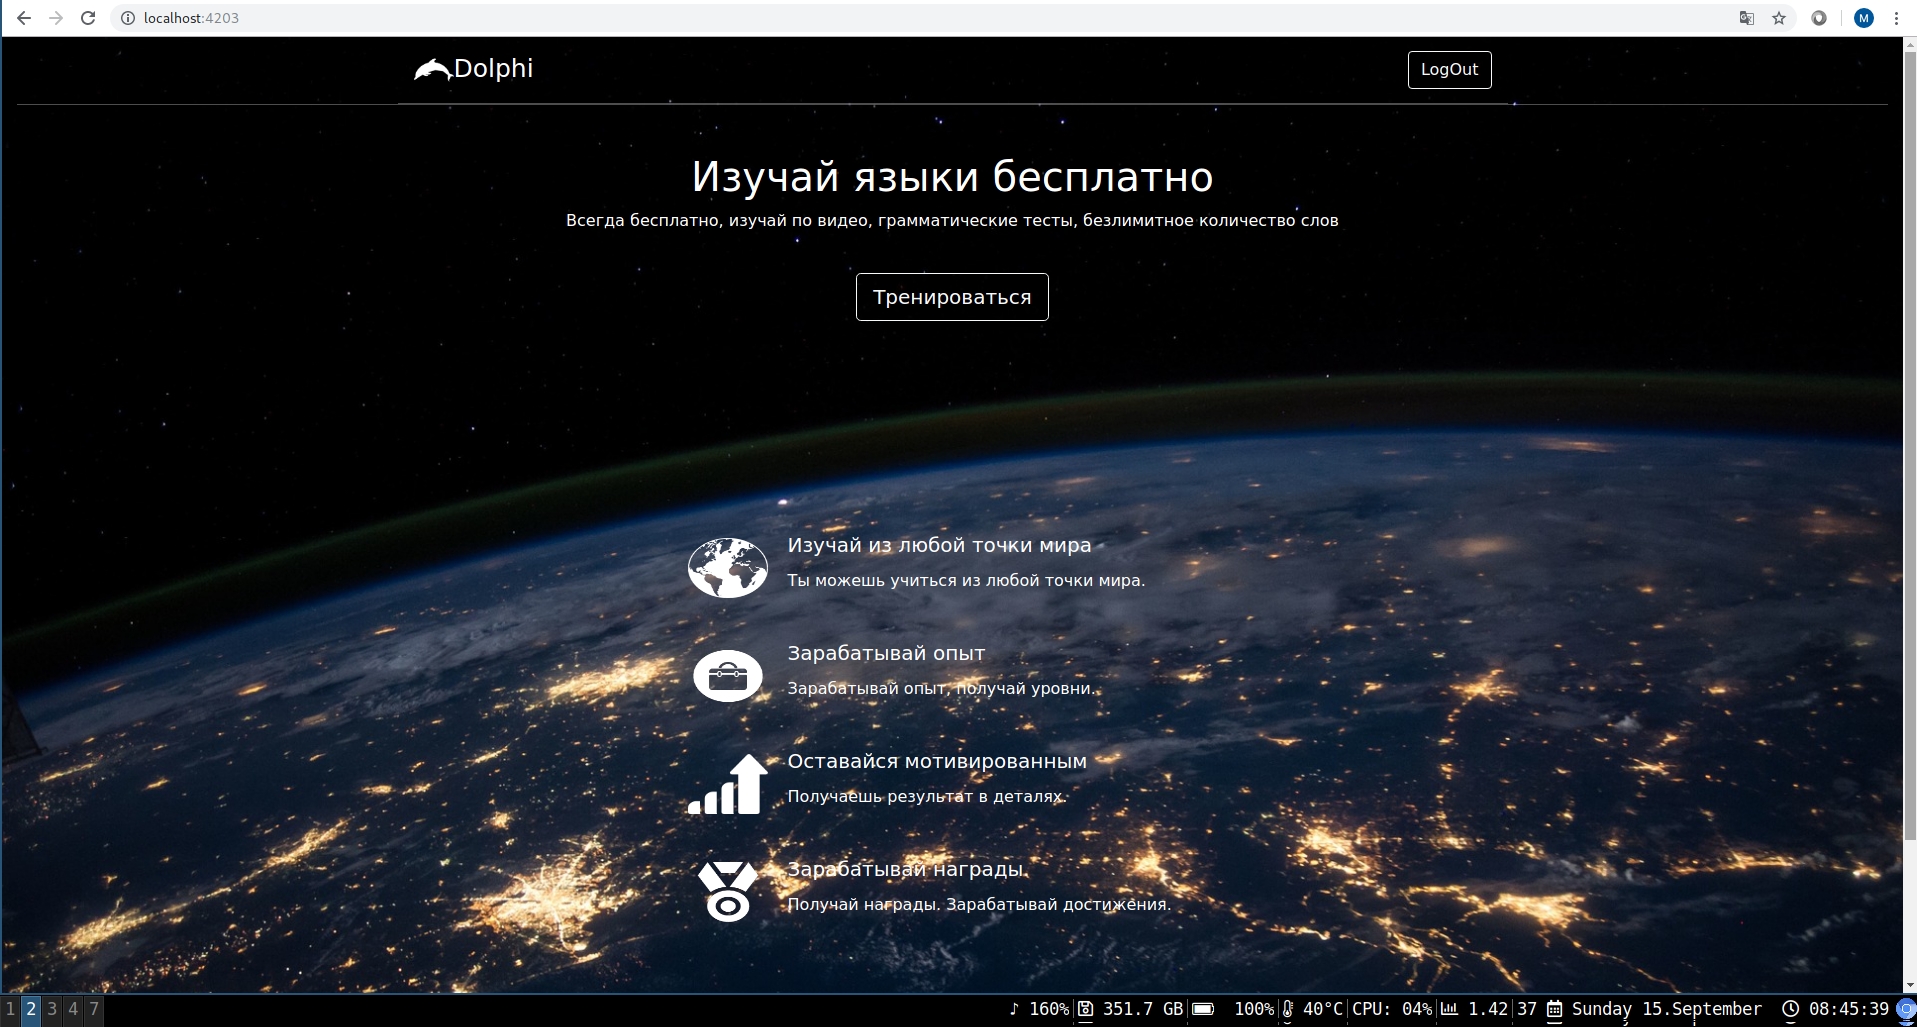 localhost:4203
M
Dolphi
LogOut
Изучай языки бесплатно
Всегда бесплатно, изучай по видео, грамматические тесты, безлимитное количество слов
Тренироваться
Изучай из любой точки мира
Ты можешь учиться из любой точки мира.
Зарабатывай опыт
Зарабатывай опыт, получай уровни.
Оставайся мотивированным
Получаешь результат в деталях.
Зарабатывай награды.
Получай награды. Зарабатывай достижения.
1 2 3 4 7 ♪ 160% 351.7 GB 100% 40°C CPU: 04% 1.42 37 Sunday 15.September 08:45:39